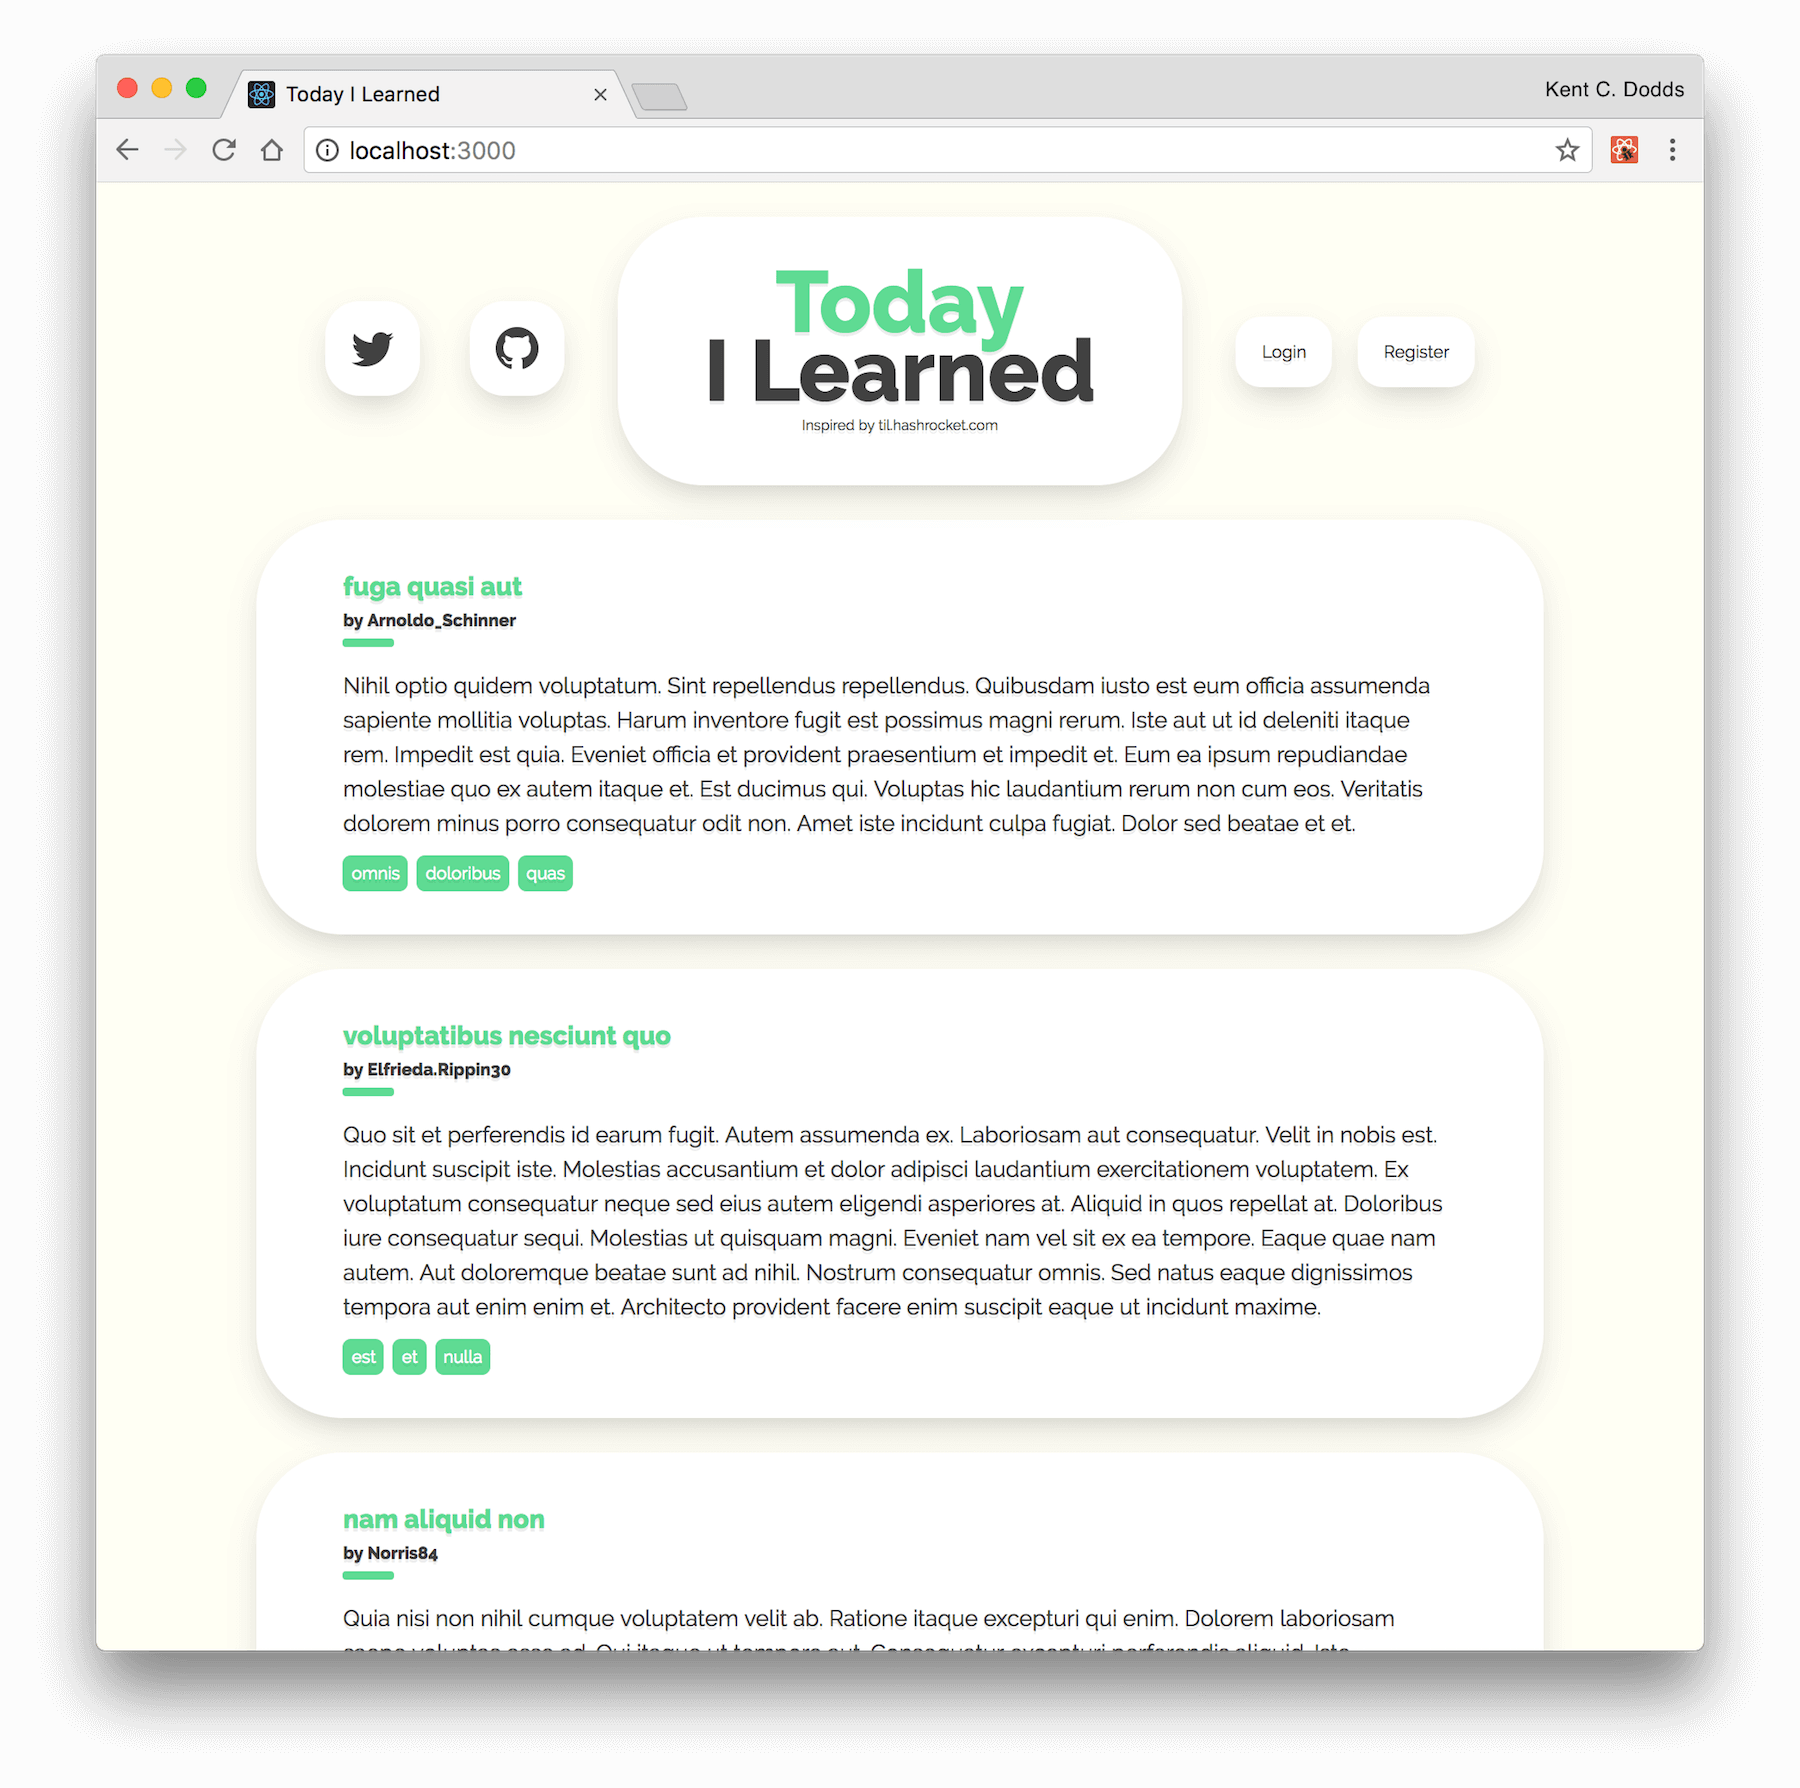 Today I Learned
Kent C. Dodds
localhost:3000
Today
I Learned
Inspired by til.hashrocket.com
Login
Register
fuga quasi aut
by Arnoldo_Schinner
Nihil optio quidem voluptatum. Sint repellendus repellendus. Quibusdam iusto est eum officia assumenda
sapiente mollitia voluptas. Harum inventore fugit est possimus magni rerum. Iste aut ut id deleniti itaque
rem. Impedit est quia. Eveniet officia et provident praesentium et impedit et. Eum ea ipsum repudiandae
molestiae quo ex autem itaque et. Est ducimus qui. Voluptas hic laudantium rerum non cum eos. Veritatis
dolorem minus porro consequatur odit non. Amet iste incidunt culpa fugiat. Dolor sed beatae et et.
omnis doloribus quas
voluptatibus nesciunt quo
by Elfrieda.Rippin30
Quo sit et perferendis id earum fugit. Autem assumenda ex. Laboriosam aut consequatur. Velit in nobis est.
Incidunt suscipit iste. Molestias accusantium et dolor adipisci laudantium exercitationem voluptatem. Ex
voluptatum consequatur neque sed eius autem eligendi asperiores at. Aliquid in quos repellat at. Doloribus
iure consequatur sequi. Molestias ut quisquam magni. Eveniet nam vel sit ex ea tempore. Eaque quae nam
autem. Aut doloremque beatae sunt ad nihil. Nostrum consequatur omnis. Sed natus eaque dignissimos
tempora aut enim enim et. Architecto provident facere enim suscipit eaque ut incidunt maxime.
est et nulla
nam aliquid non
by Norris84
Quia nisi non nihil cumque voluptatem velit ab. Ratione itaque excepturi qui enim. Dolorem laboriosam